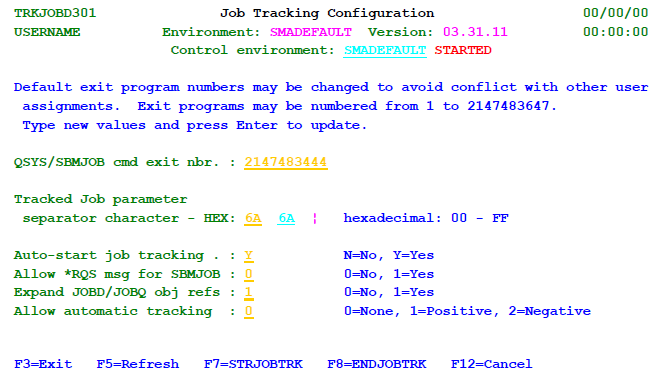 TRKJOBD301 Job Tracking Configuration 00/00/00
USERNAME Environment: SMADEFAULT Version: 03.31.11 00:00:00
Control environment: SMADEFAULT STARTED
Default exit program numbers may be changed to avoid conflict with other user
assignments. Exit programs may be numbered from 1 to 2147483647.
Type new values and press Enter to update.
QSYS/SBMJOB cmd exit nbr. : 2147483444
Tracked Job parameter
separator character - HEX: 6A 6A ¦ hexadecimal: 00 - FF
Auto-start job tracking . : Y N=No, Y=Yes
Allow *RQS msg for SBMJOB : 0 0=No, 1=Yes
Expand JOBD/JOBQ obj refs : 1 0=No, 1=Yes
Allow automatic tracking : 0 0=None, 1=Positive, 2=Negative
F3=Exit F5=Refresh F7=STRJOBTRK F8=ENDJOBTRK F12=Cancel